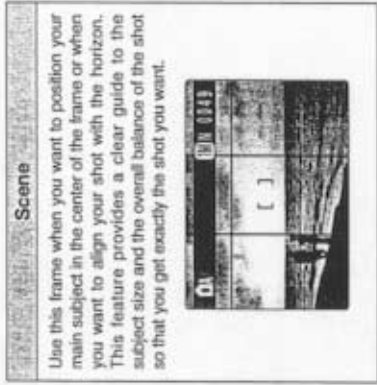 Scene
Use this frame when you want to position your
main subject in the center of the frame or when
you want to align your shot with the horizon.
This feature provides a clear guide to the
subject size and the overall balance of the shot
so that you get exactly the shot you want.
N 0049
[ ]